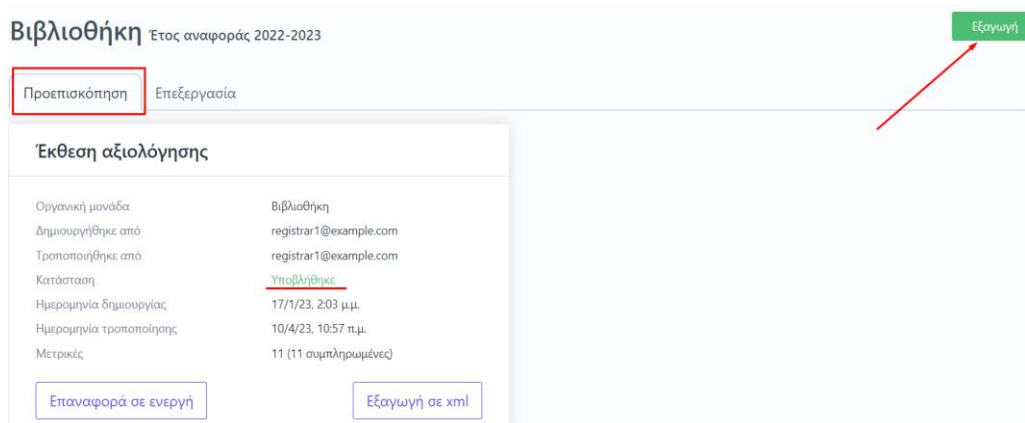 Βιβλιοθήκη Έτος αναφοράς 2022-2023
Εξαγωγή
Προεπισκόπηση Επεξεργασία
Έκθεση αξιολόγησης
Οργανική μονάδα Βιβλιοθήκη
Δημιουργήθηκε από registrar1@example.com
Τροποποιήθηκε από registrar1@example.com
Κατάσταση Υποβλήθηκε
Ημερομηνία δημιουργίας 17/1/23, 2:03 μ.μ.
Ημερομηνία τροποποίησης 10/4/23, 10:57 π.μ.
Μετρικές 11 (11 συμπληρωμένες)
Επαναφορά σε ενεργή Εξαγωγή σε xml